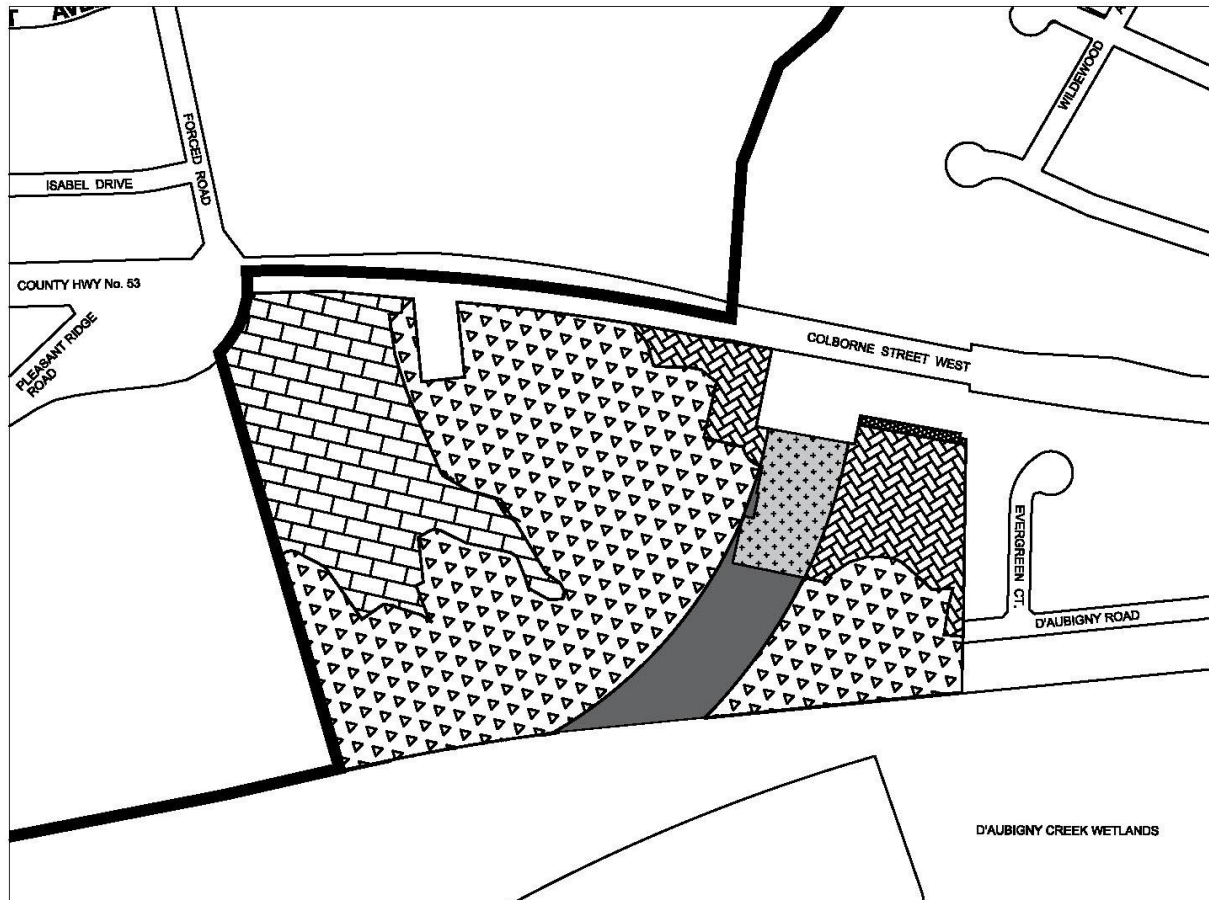 FORCED ROAD
WILDEWOOD
ISABEL DRIVE
COUNTY HWY No. 53
PLEASANT RIDGE
ROAD
COLBORNE STREET WEST
EVERGREEN CT.
D'AUBIGNY ROAD
D'AUBIGNY CREEK WETLANDS